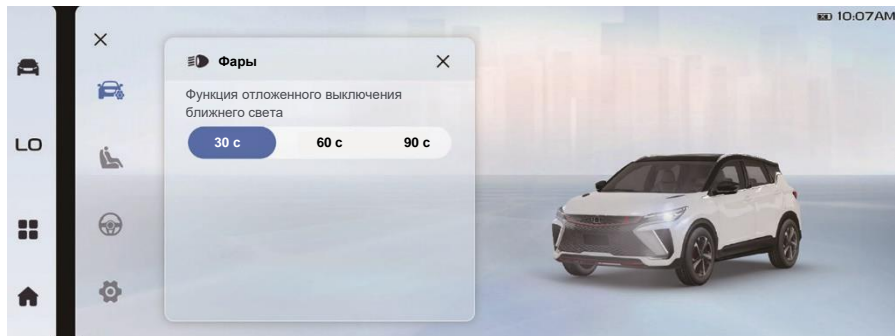 10:07AM
Фары
Функция отложенного выключения
ближнего света
LO
30 с 60 с 90 с